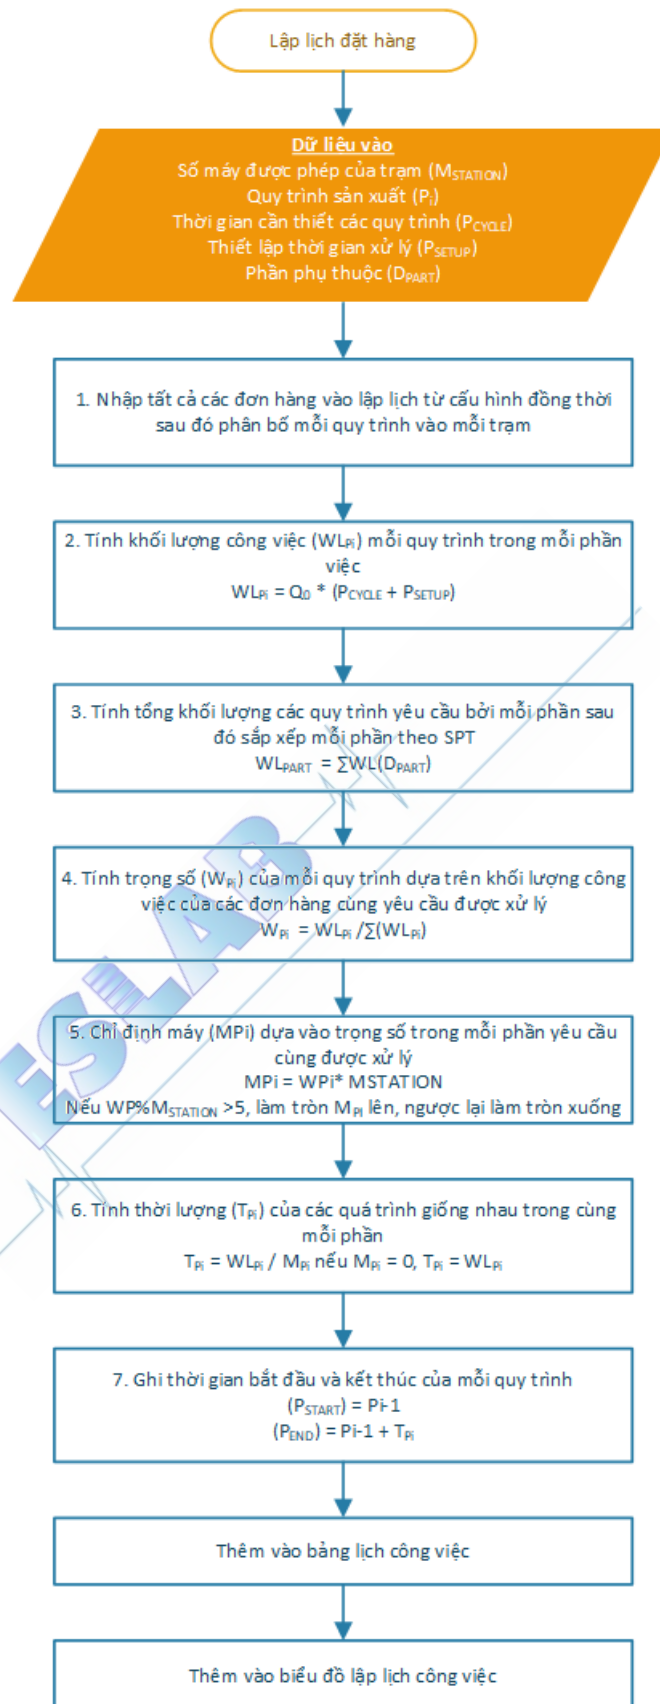 Lập lịch đặt hàng
Dữ liệu vào
Số máy được phép của trạm (MSTATION)
Quy trình sản xuất (Pi)
Thời gian cần thiết các quy trình (PCYCLE)
Thiết lập thời gian xử lý (PSETUP)
Phần phụ thuộc (DPART)
1. Nhập tất cả các đơn hàng vào lập lịch từ cấu hình đồng thời
sau đó phân bố mỗi quy trình vào mỗi trạm
2. Tính khối lượng công việc (WLPi) mỗi quy trình trong mỗi phần
việc
WLPi = Q0 * (PCYCLE + PSETUP)
3. Tính tổng khối lượng các quy trình yêu cầu bởi mỗi phần sau
đó sắp xếp mỗi phần theo SPT
WLPART = ∑WL(DPART)
4. Tính trọng số (WPi) của mỗi quy trình dựa trên khối lượng công
việc của các đơn hàng cùng yêu cầu được xử lý
WPi = WLPi /∑(WLPi)
5. Chỉ định máy (MPi) dựa vào trọng số trong mỗi phần yêu cầu
cùng được xử lý
MPi = WPi* MSTATION
Nếu WP%MSTATION >5, làm tròn MPI lên, ngược lại làm tròn xuống
6. Tính thời lượng (TPi) của các quá trình giống nhau trong cùng
mỗi phần
TPi = WLPi / MPi nếu MPi = 0, TPi = WLPi
7. Ghi thời gian bắt đầu và kết thúc của mỗi quy trình
(PSTART) = Pi-1
(PEND) = Pi-1 + TPi
Thêm vào bảng lịch công việc
Thêm vào biểu đồ lập lịch công việc
ESLAB